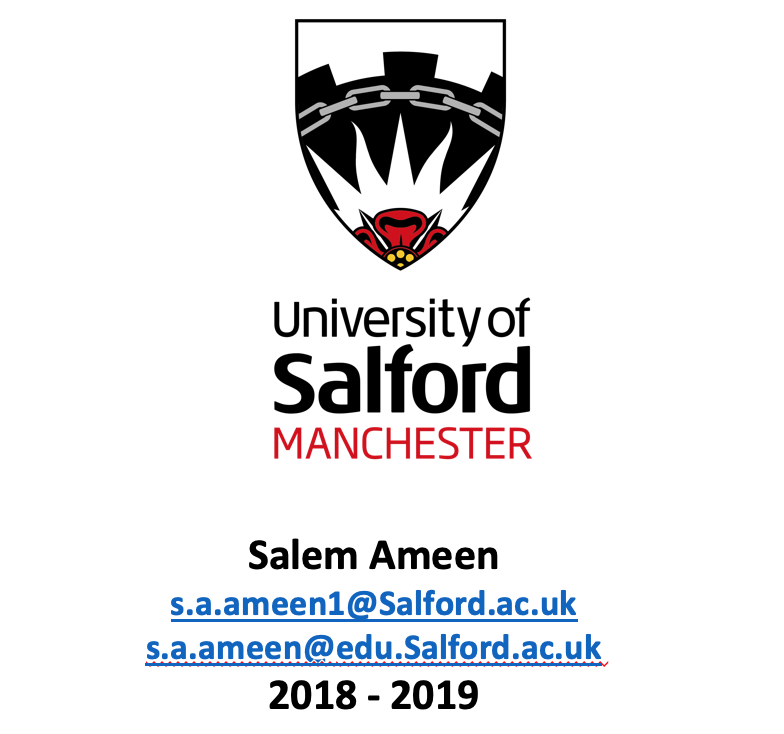 University of
Salford
MANCHESTER
Salem Ameen
s.a.ameen1@Salford.ac.uk
s.a.ameen@edu.Salford.ac.uk
2018 - 2019